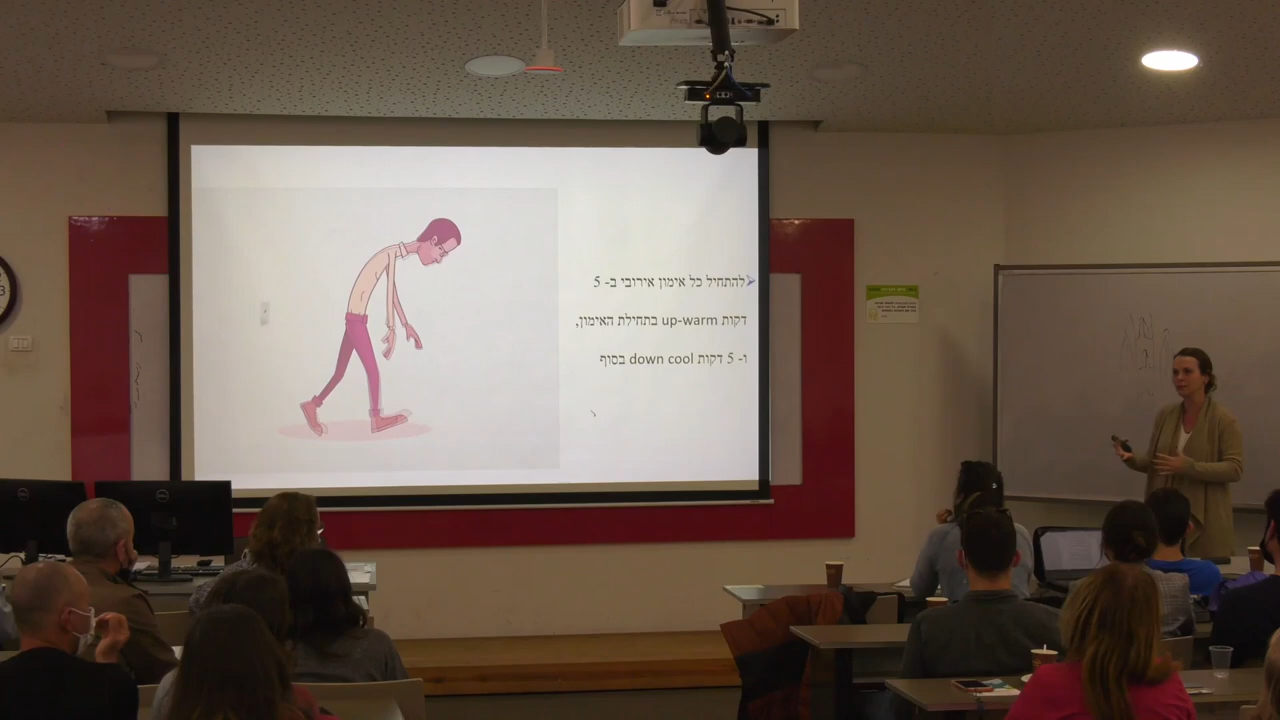 להתחיל כל אימון אירובי ב- 5
דקות up-warm בתחילת האימון,
ו- 5 דקות down cool בסוף